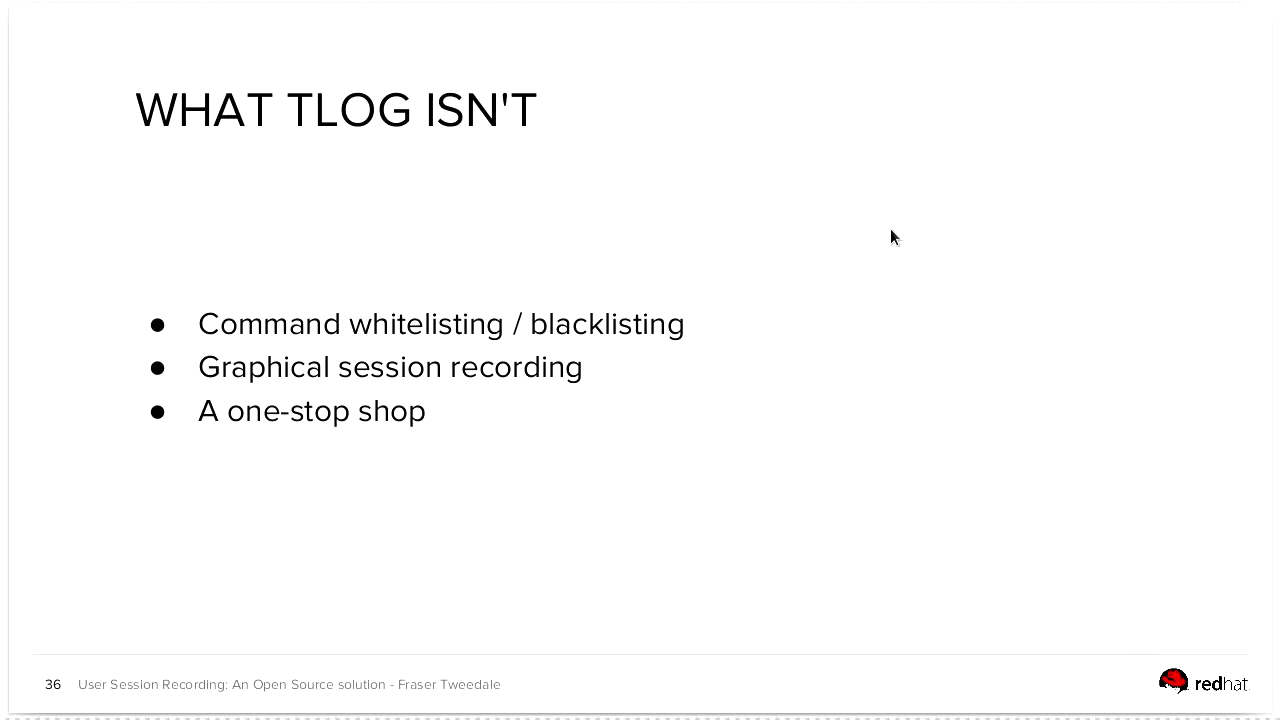 WHAT TLOG ISN'T
● Command whitelisting / blacklisting
● Graphical session recording
● A one-stop shop
36 User Session Recording: An Open Source solution - Fraser Tweedale
redhat.